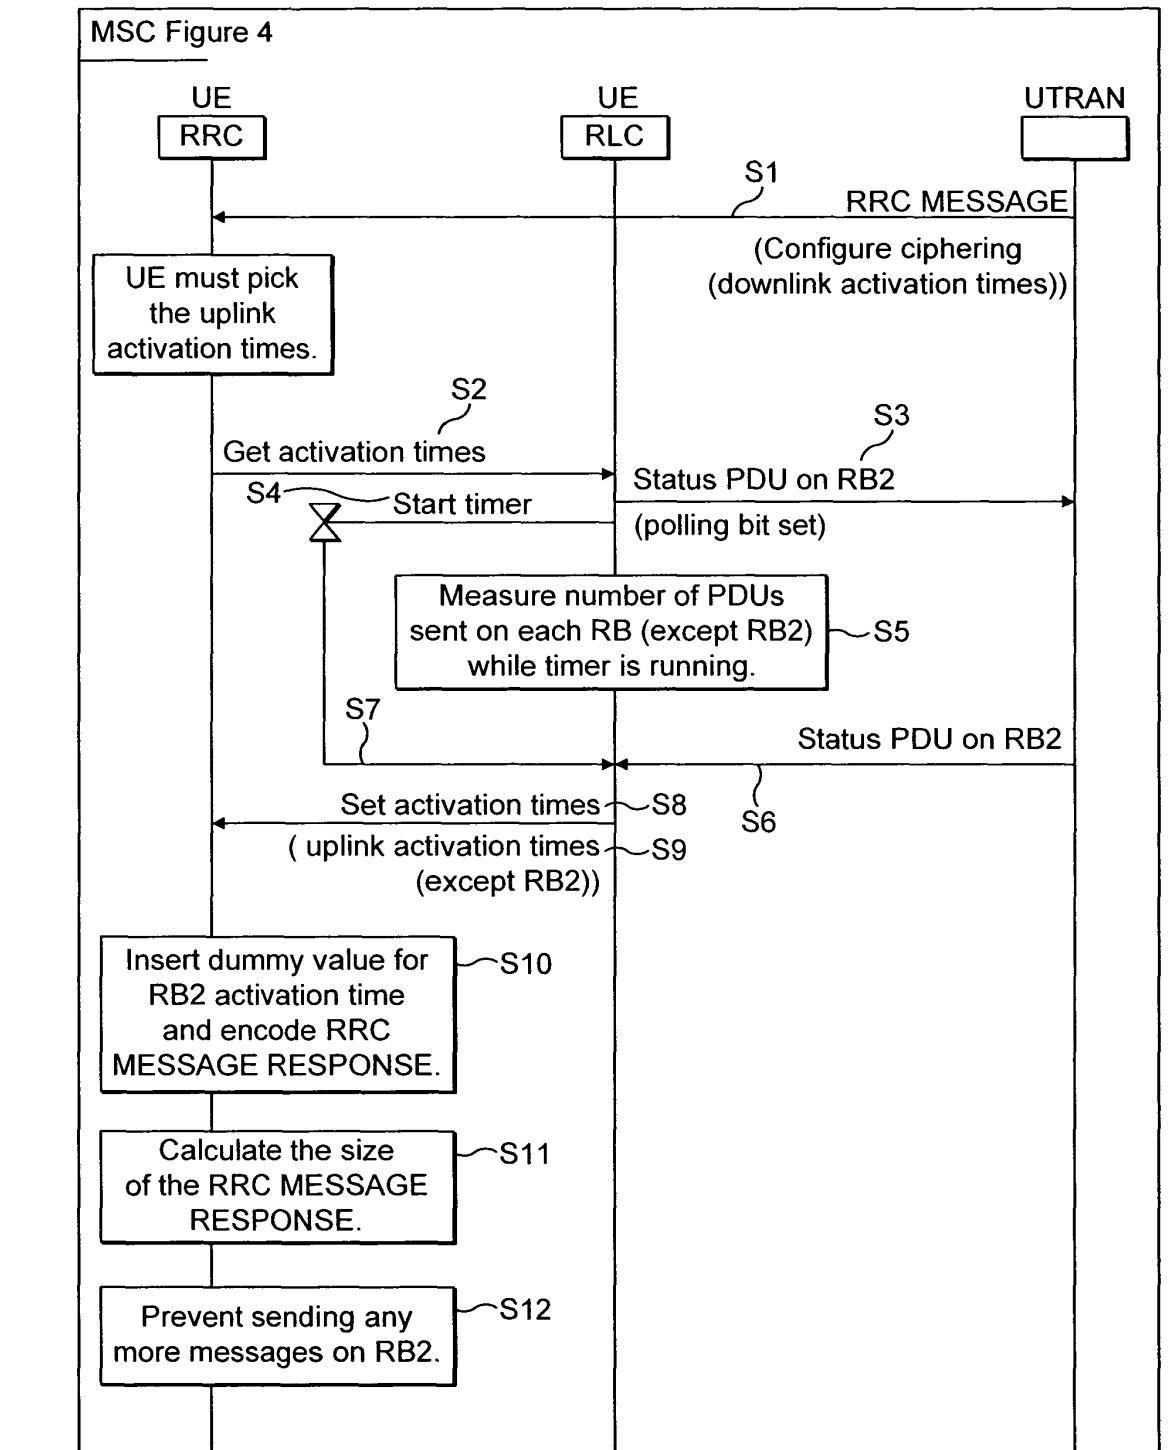 MSC Figure 4
UE
UE
UTRAN
RRC
RLC
S1
RRC MESSAGE
(Configure ciphering
(downlink activation times))
UE must pick
the uplink
activation times.
S2
Get activation times
S3
Status PDU on RB2
(polling bit set)
S4
Start timer
Measure number of PDUs
sent on each RB (except RB2)
while timer is running.
S5
S7
Status PDU on RB2
S6
Set activation times
S8
( uplink activation times
S9
(except RB2))
Insert dummy value for
RB2 activation time
and encode RRC
MESSAGE RESPONSE.
S10
Calculate the size
of the RRC MESSAGE
RESPONSE.
S11
Prevent sending any
more messages on RB2.
S12